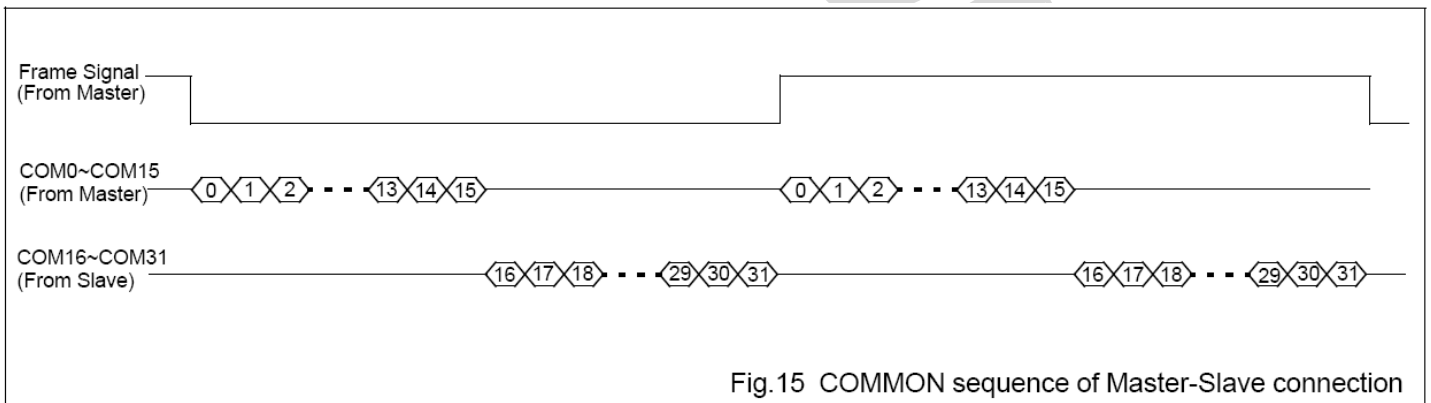 Frame Signal
(From Master)
COM0~COM15
(From Master)
0 1 2 13 14 15 0 1 2 13 14 15
COM16~COM31
(From Slave)
16 17 18 29 30 31 16 17 18 29 30 31
Fig.15 COMMON sequence of Master-Slave connection